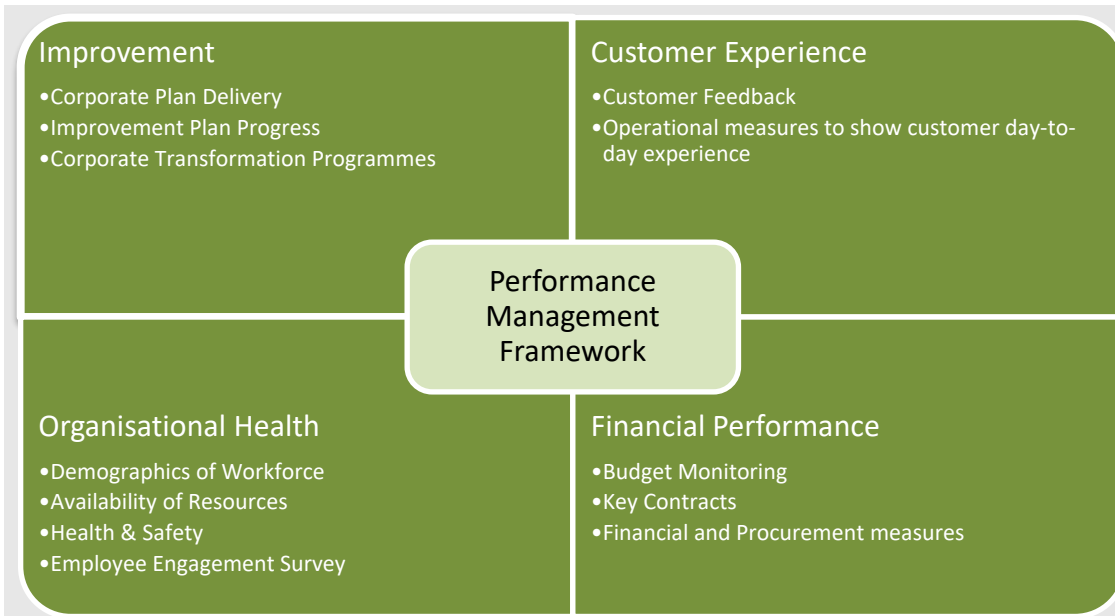 Improvement
•Corporate Plan Delivery
•Improvement Plan Progress
•Corporate Transformation Programmes
Customer Experience
•Customer Feedback
•Operational measures to show customer day-to-
day experience
Performance
Management
Framework
Organisational Health
•Demographics of Workforce
•Availability of Resources
•Health & Safety
•Employee Engagement Survey
Financial Performance
•Budget Monitoring
•Key Contracts
•Financial and Procurement measures